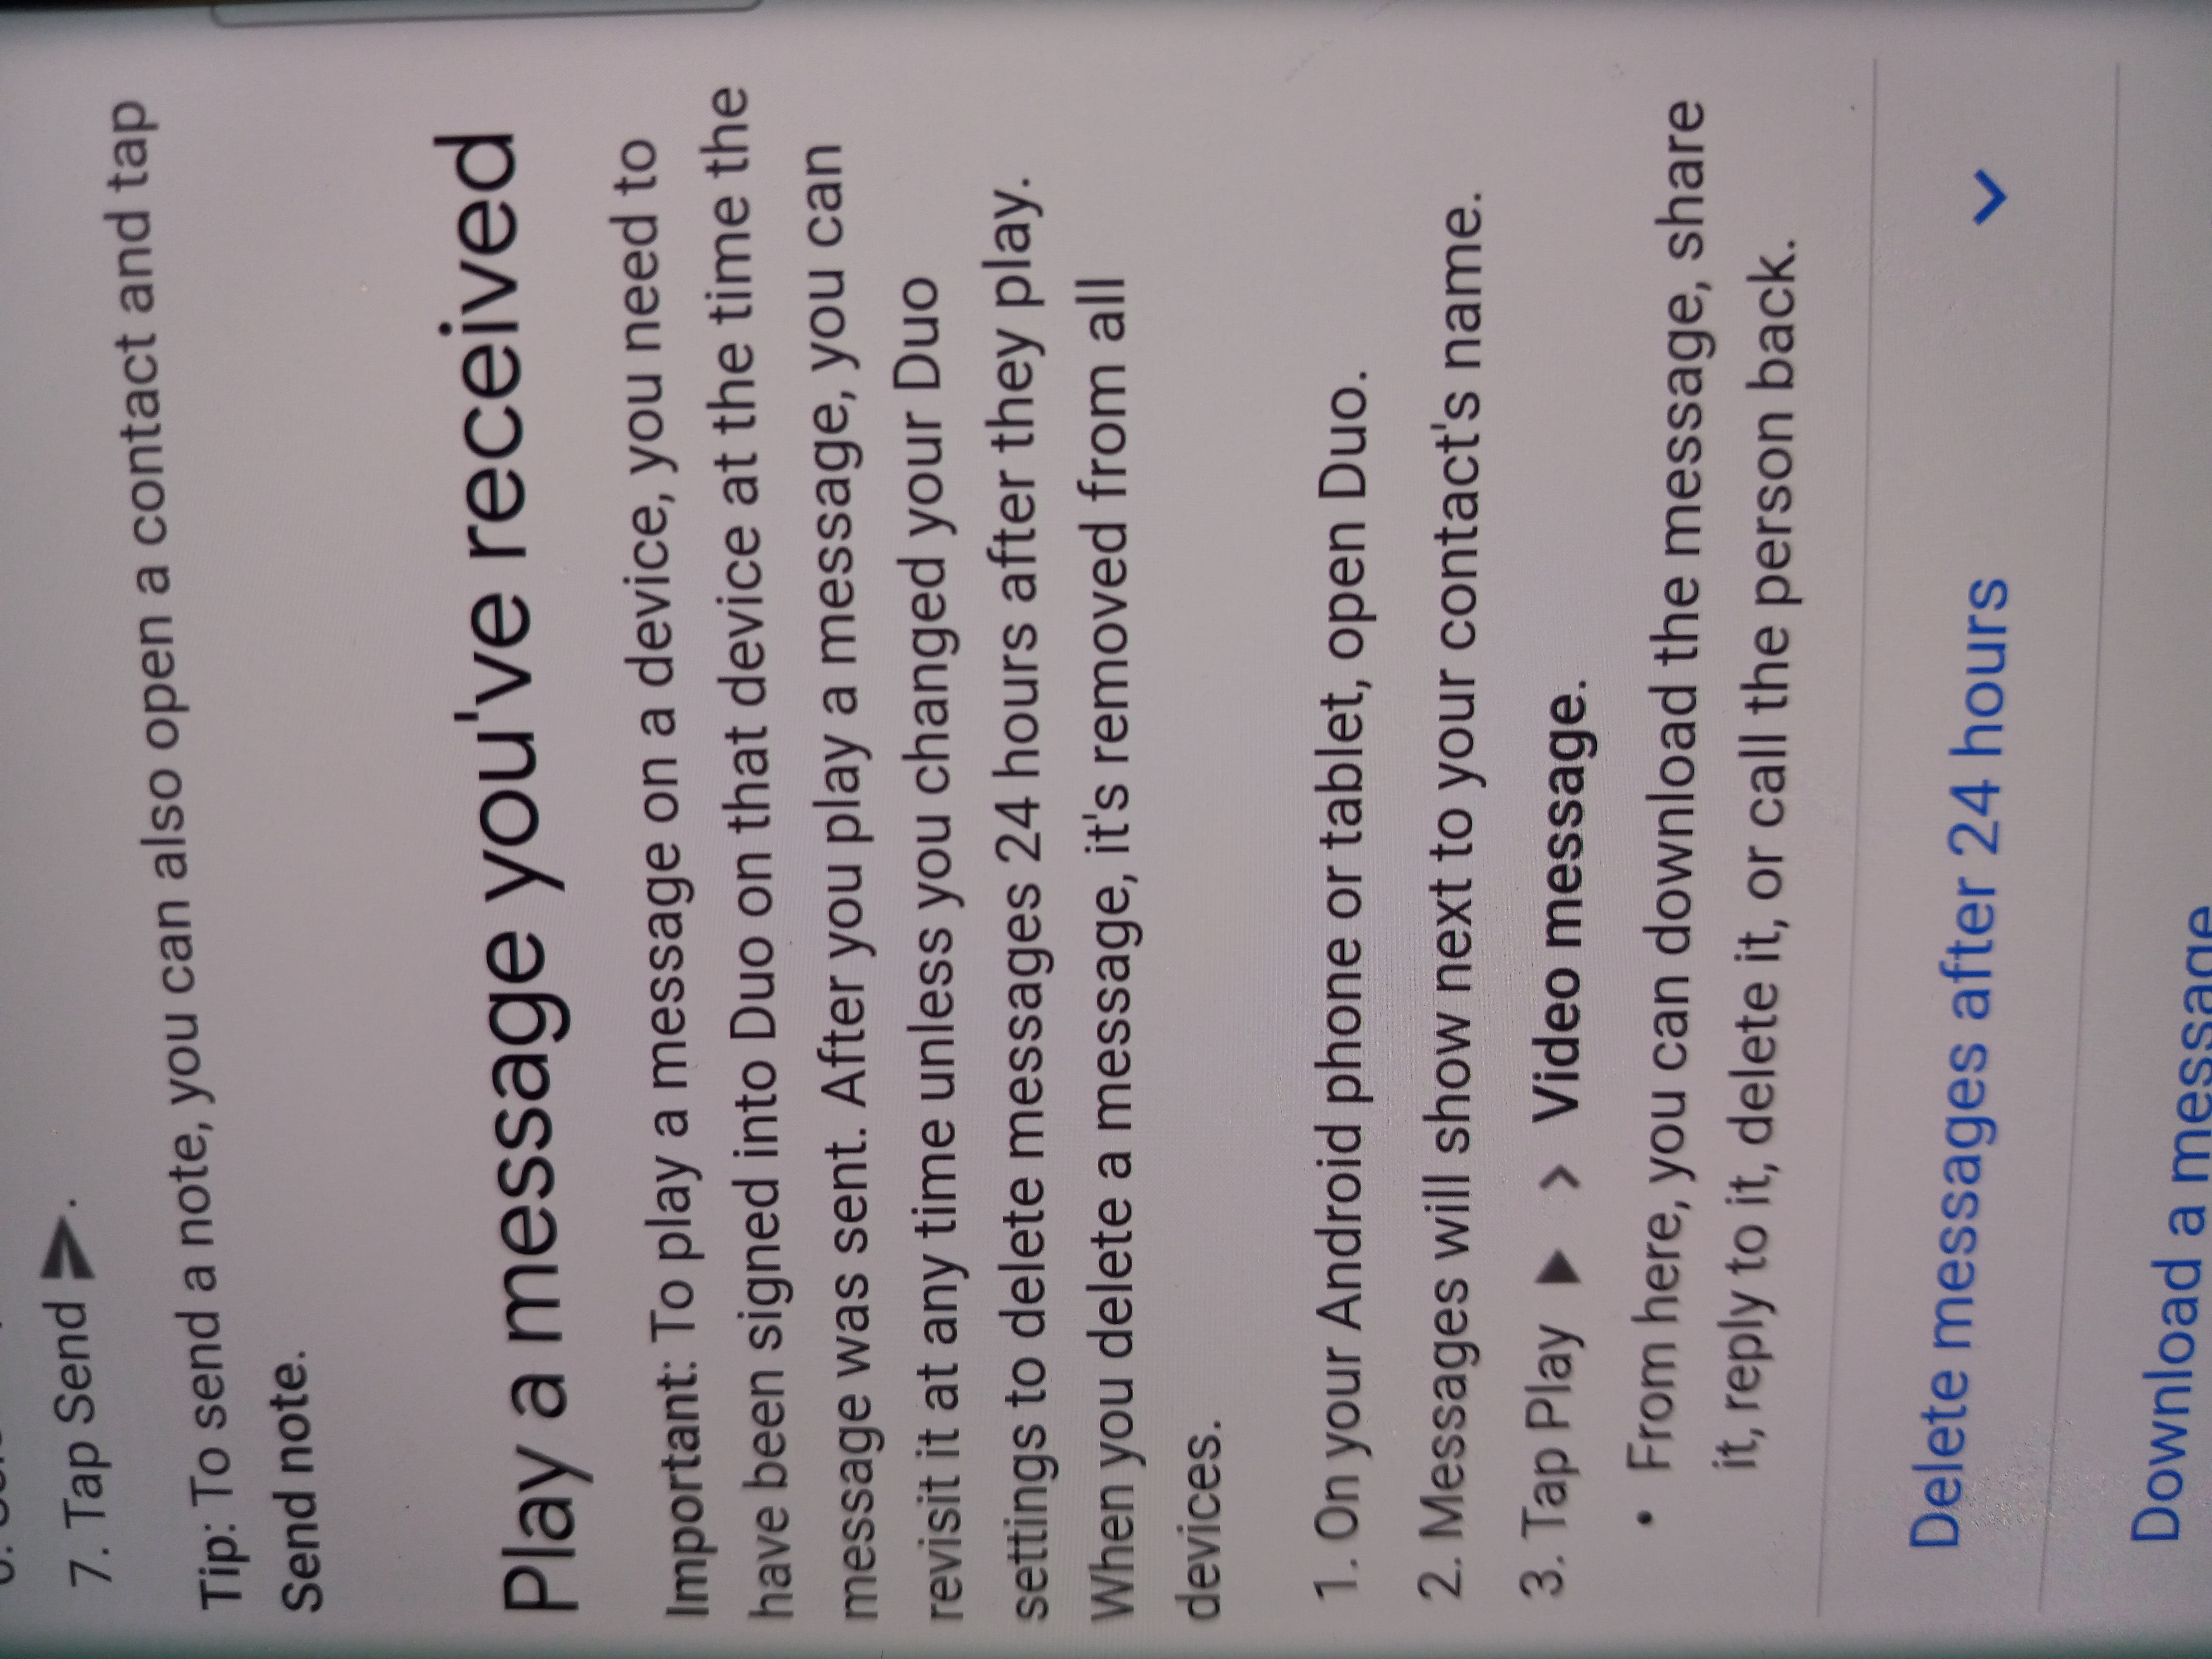 7. Tap Send ➤.
Tip: To send a note, you can also open a contact and tap
Send note.
Play a message you've received
Important: To play a message on a device, you need to
have been signed into Duo on that device at the time the
message was sent. After you play a message, you can
revisit it at any time unless you changed your Duo
settings to delete messages 24 hours after they play.
When you delete a message, it's removed from all
devices.
1. On your Android phone or tablet, open Duo.
2. Messages will show next to your contact's name.
3. Tap Play ▶ > Video message.
• From here, you can download the message, share
it, reply to it, delete it, or call the person back.
Delete messages after 24 hours
Download a message